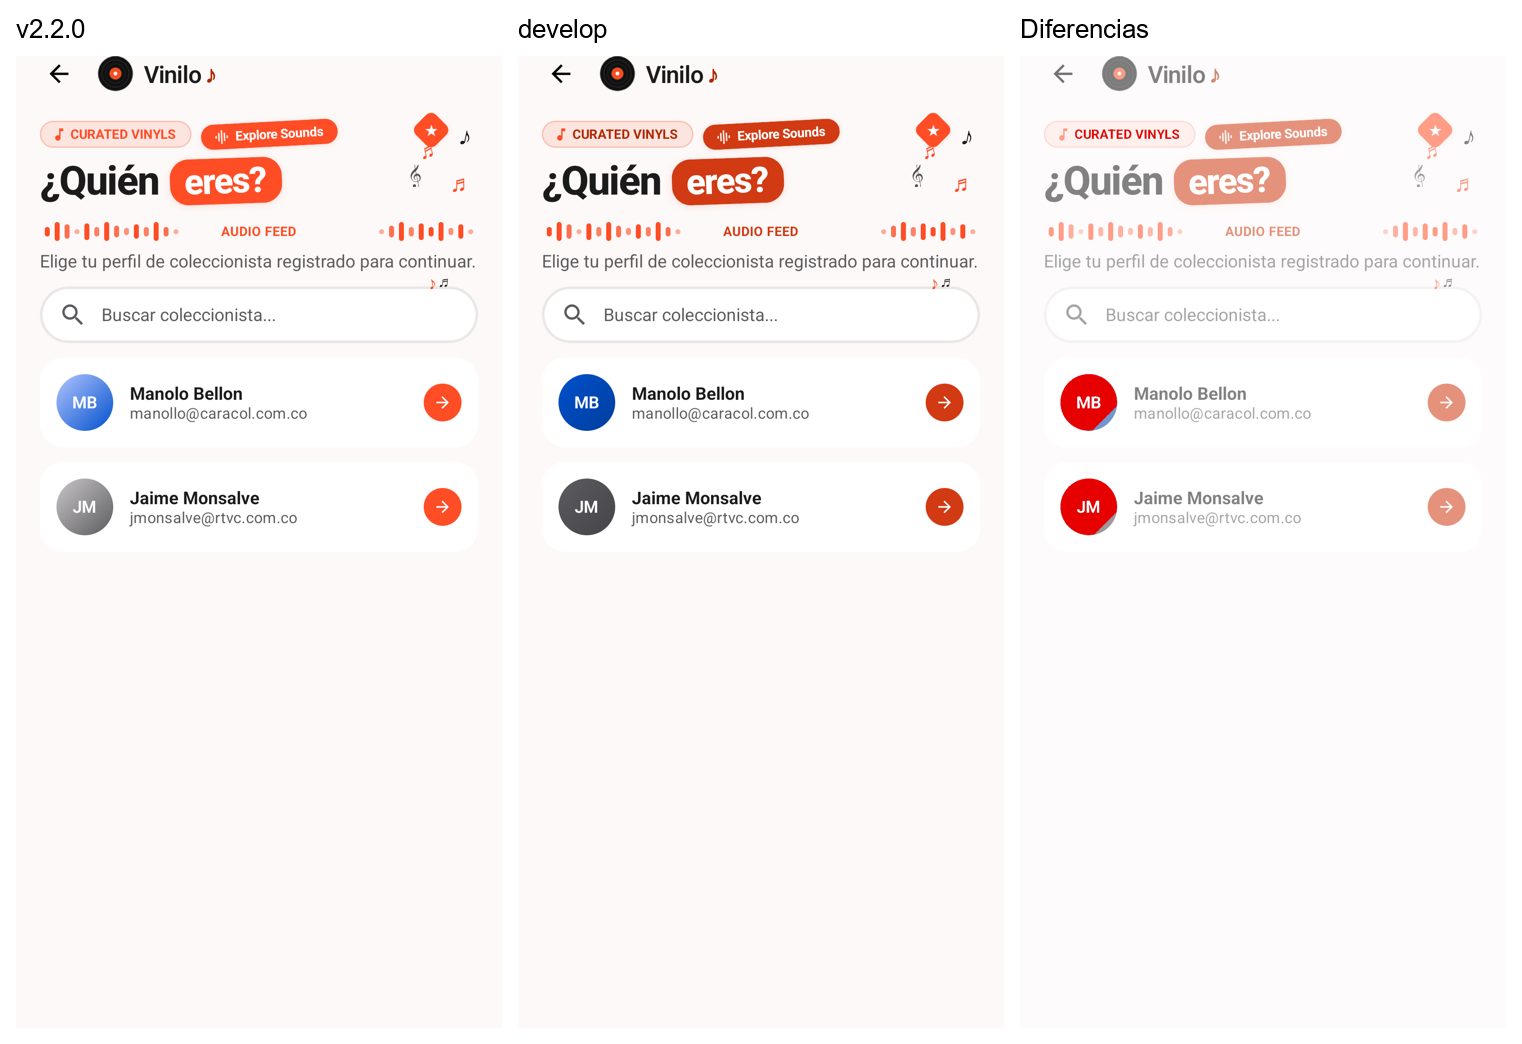 v2.2.0
Vinilo
CURATED VINYLS
Explore Sounds
¿Quién eres?
AUDIO FEED
Elige tu perfil de coleccionista registrado para continuar.
Buscar coleccionista...
MB
Manolo Bellon
manollo@caracol.com.co
JM
Jaime Monsalve
jmonsalve@rtvc.com.co
develop
Vinilo
CURATED VINYLS
Explore Sounds
¿Quién eres?
AUDIO FEED
Elige tu perfil de coleccionista registrado para continuar.
Buscar coleccionista...
MB
Manolo Bellon
manollo@caracol.com.co
JM
Jaime Monsalve
jmonsalve@rtvc.com.co
Diferencias
Vinilo
CURATED VINYLS
Explore Sounds
¿Quién eres?
AUDIO FEED
Elige tu perfil de coleccionista registrado para continuar.
Buscar coleccionista...
MB
Manolo Bellon
manollo@caracol.com.co
JM
Jaime Monsalve
jmonsalve@rtvc.com.co